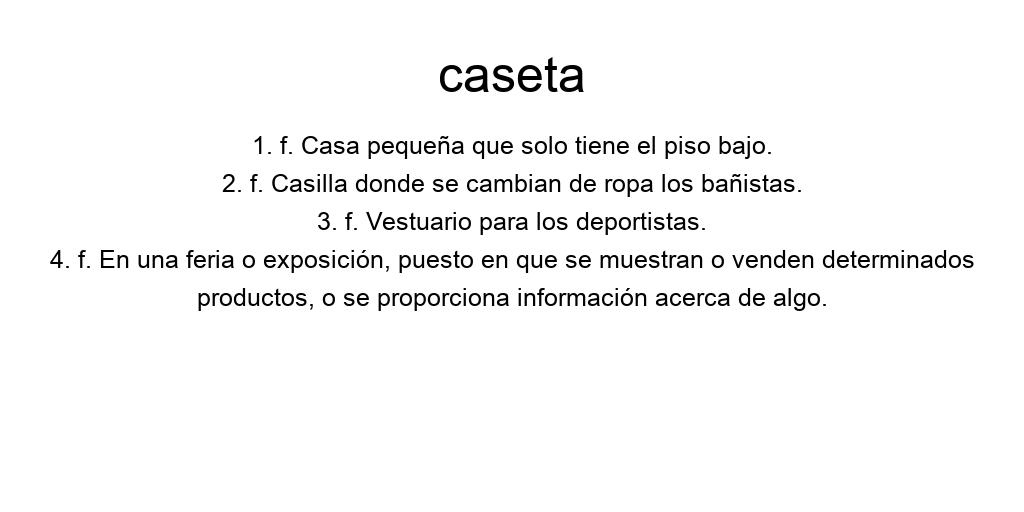 caseta
1. f. Casa pequeña que solo tiene el piso bajo.
2. f. Casilla donde se cambian de ropa los bañistas.
3. f. Vestuario para los deportistas.
4. f. En una feria o exposición, puesto en que se muestran o venden determinados
productos, o se proporciona información acerca de algo.